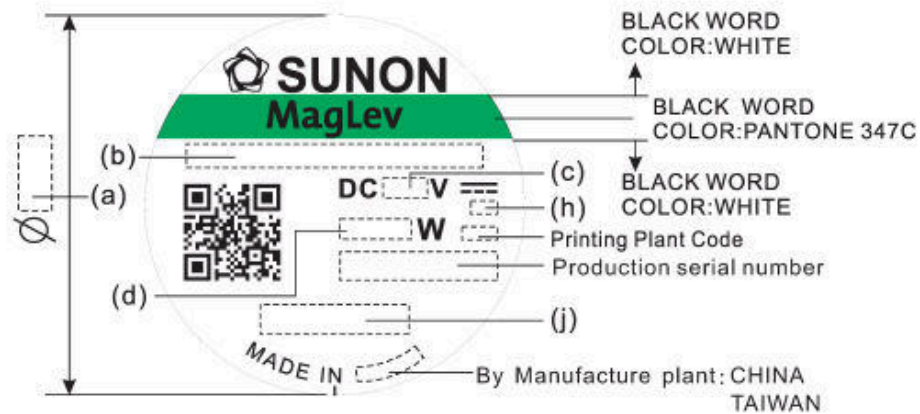 BLACK WORD
COLOR:WHITE
SUNON
MagLev
BLACK WORD
COLOR:PANTONE 347C
(b)
(a)
Ø
DC V
(c)
BLACK WORD
COLOR:WHITE
(h)
W
Printing Plant Code
Production serial number
(d)
(j)
MADE IN
By Manufacture plant: CHINA
TAIWAN